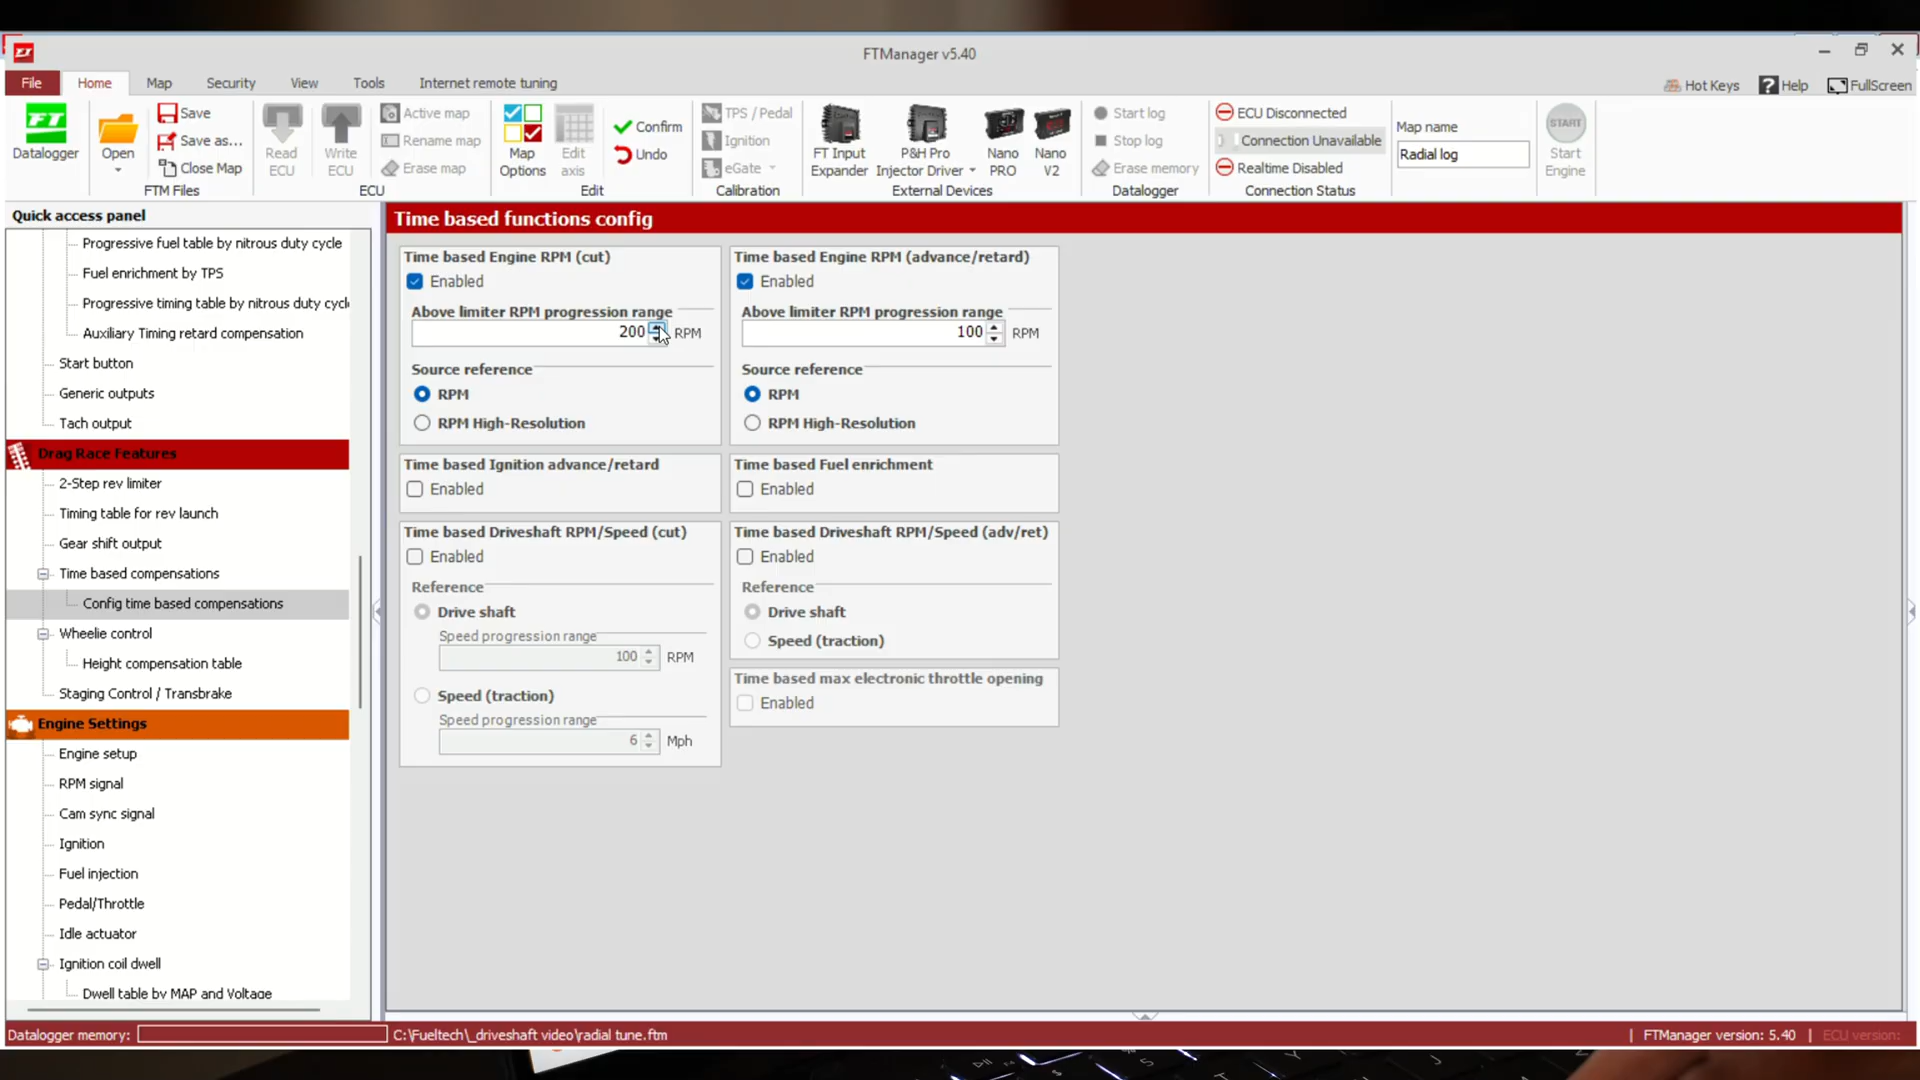 FTManager v5.40
File Home Map Security View Tools Internet remote tuning
Hot Keys ? Help FullScreen
FT Datalogger
Open
Save
Save as...
Close Map
FTM Files
Read ECU
Write ECU
Active map
Rename map
Erase map
ECU
Map Options
Edit axis
Confirm
Undo
Edit
TPS / Pedal
Ignition
eGate
Calibration
FT Input Expander
P&H Pro Injector Driver
Nano PRO
Nano V2
External Devices
Start log
Stop log
Erase memory
Datalogger
ECU Disconnected
Connection Unavailable
Realtime Disabled
Connection Status
Map name
Radial log
START
Start Engine
Quick access panel
Progressive fuel table by nitrous duty cycle
Fuel enrichment by TPS
Progressive timing table by nitrous duty cycl
Auxiliary Timing retard compensation
Start button
Generic outputs
Tach output
Drag Race Features
2-Step rev limiter
Timing table for rev launch
Gear shift output
Time based compensations
Config time based compensations
Wheelie control
Height compensation table
Staging Control / Transbrake
Engine Settings
Engine setup
RPM signal
Cam sync signal
Ignition
Fuel injection
Pedal/Throttle
Idle actuator
Ignition coil dwell
Dwell table by MAP and Voltage
Time based functions config
Time based Engine RPM (cut)
Enabled
Above limiter RPM progression range
200 RPM
Source reference
RPM
RPM High-Resolution
Time based Engine RPM (advance/retard)
Enabled
Above limiter RPM progression range
100 RPM
Source reference
RPM
RPM High-Resolution
Time based Ignition advance/retard
Enabled
Time based Fuel enrichment
Enabled
Time based Driveshaft RPM/Speed (cut)
Enabled
Reference
Drive shaft
Speed progression range
100 RPM
Speed (traction)
Speed progression range
6 Mph
Time based Driveshaft RPM/Speed (adv/ret)
Enabled
Reference
Drive shaft
Speed (traction)
Time based max electronic throttle opening
Enabled
Datalogger memory: C:\Fueltech\_driveshaft video\radial tune.ftm
| FTManager version: 5.40 | ECU version: